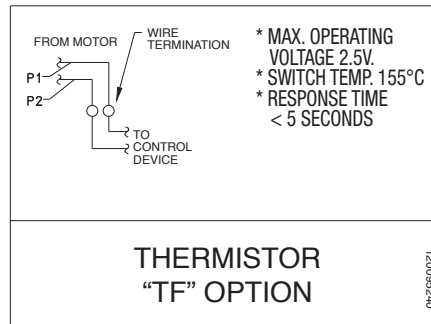 FROM MOTOR
WIRE
TERMINATION
P1
P2
TO
CONTROL
DEVICE
* MAX. OPERATING
VOLTAGE 2.5V.
* SWITCH TEMP. 155°C
* RESPONSE TIME
< 5 SECONDS
THERMISTOR
“TF” OPTION
120095240